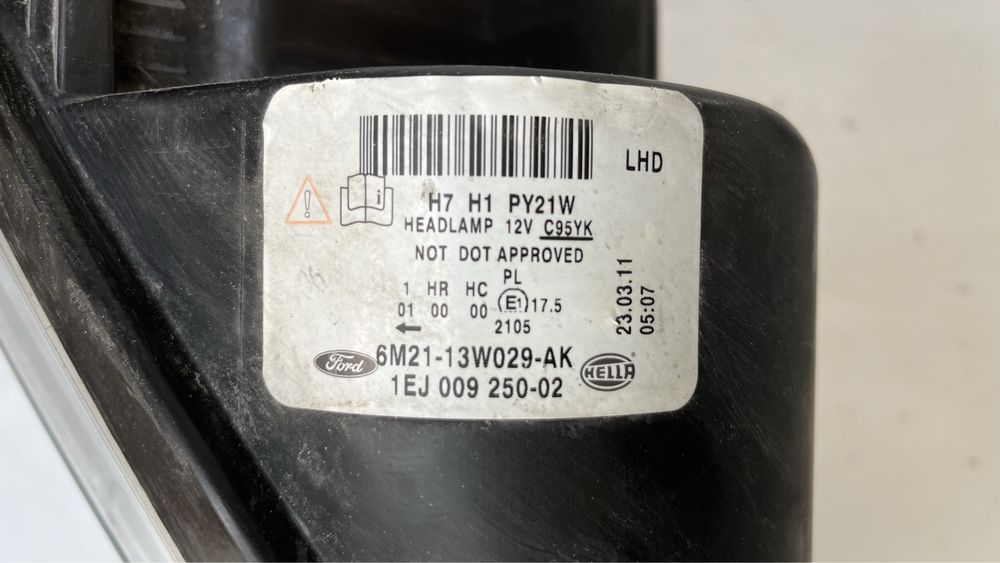 LHD
H7 H1 PY21W
HEADLAMP 12V C95YK
NOT DOT APPROVED
PL
1 HR HC
01 00 00 E1 17.5
2105
23.03.11
05:07
Ford 6M21-13W029-AK HELLA
1EJ 009 250-02